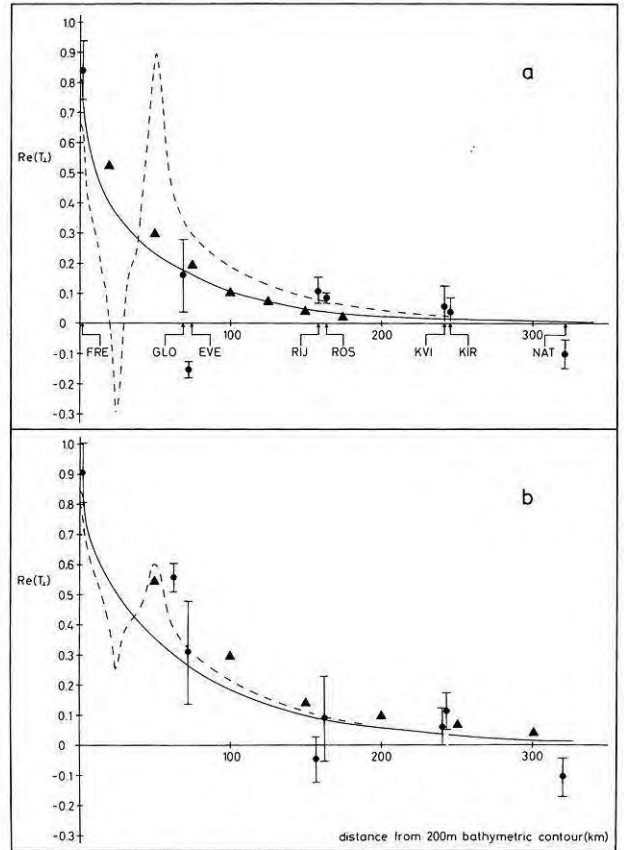 1.0
a
0.9
0.8
0.7
0.6
Re(T⊥)
0.5
0.4
0.3
0.2
0.1
0
100
200
300
FRE
GLO
EVE
RIJ
ROS
KVI
KIR
NAT
-0.1
-0.2
-0.3
1.0
b
0.9
0.8
0.7
0.6
Re(T⊥)
0.5
0.4
0.3
0.2
0.1
0
100
200
300
-0.1
-0.2
-0.3
distance from 200m bathymetric contour(km)